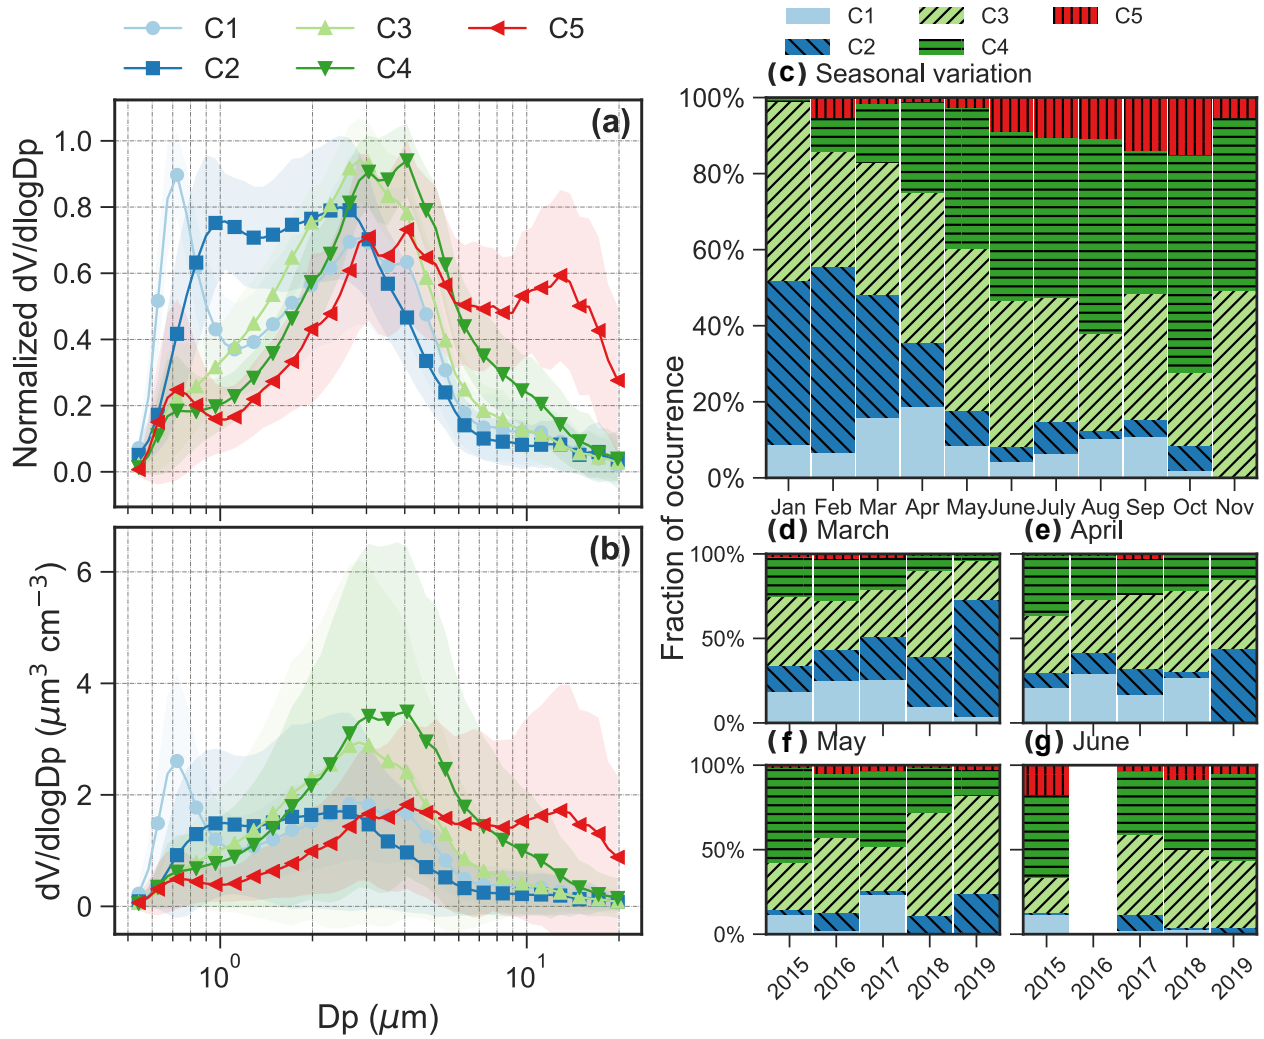 C1 C3 C5
C2 C4
C1 C3 C5
C2 C4
(a)
Normalized dV/dlogDp
1.0
0.8
0.6
0.4
0.2
0.0
(b)
dV/dlogDp (μm³ cm⁻³)
6
4
2
0
10⁰ 10¹
Dp (μm)
Fraction of occurrence
(c) Seasonal variation
100%
80%
60%
40%
20%
0%
Jan Feb Mar Apr May June July Aug Sep Oct Nov
(d) March (e) April
100%
50%
0%
(f) May (g) June
100%
50%
0%
2015 2016 2017 2018 2019 2015 2016 2017 2018 2019